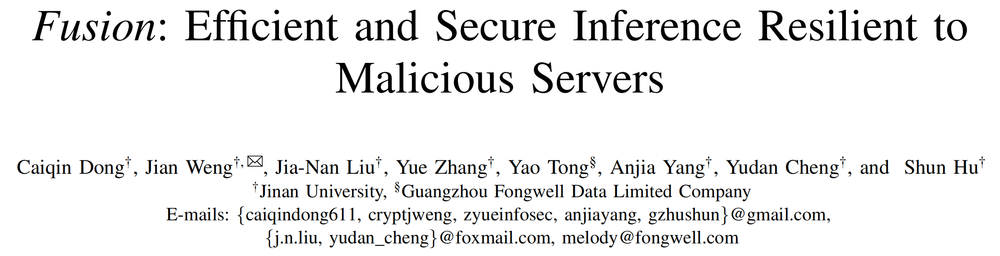 Fusion: Efficient and Secure Inference Resilient to
Malicious Servers
Caiqin Dong†, Jian Weng†,✉, Jia-Nan Liu†, Yue Zhang†, Yao Tong§, Anjia Yang†, Yudan Cheng†, and Shun Hu†
†Jinan University, §Guangzhou Fongwell Data Limited Company
E-mails: {caiqindong611, cryptjweng, zyueinfosec, anjiayang, gzhushun}@gmail.com,
{j.n.liu, yudan_cheng}@foxmail.com, melody@fongwell.com